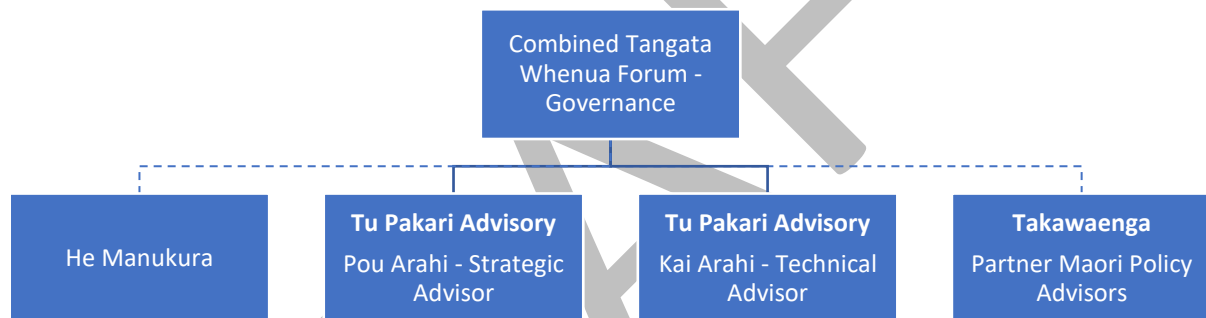 Combined Tangata
Whenua Forum -
Governance
He Manukura
Tu Pakari Advisory
Pou Arahi - Strategic
Advisor
Tu Pakari Advisory
Kai Arahi - Technical
Advisor
Takawaenga
Partner Maori Policy
Advisors